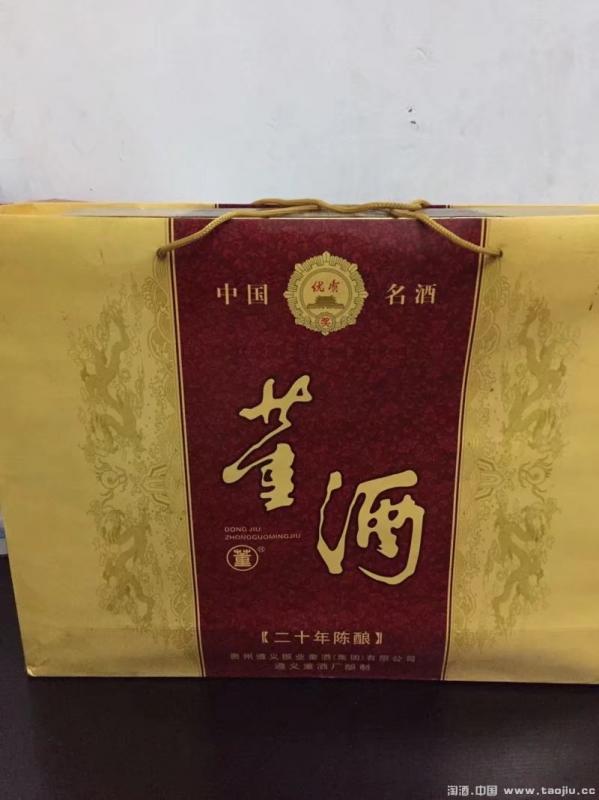 中国 优质奖 名酒
董酒
DONG JIU
ZHONGGUOMINGJIU
董®
【二十年陈酿】
贵州遵义振业董酒(集团)有限公司
遵义董酒厂酿制
淘酒.中国 www.taojiu.cc